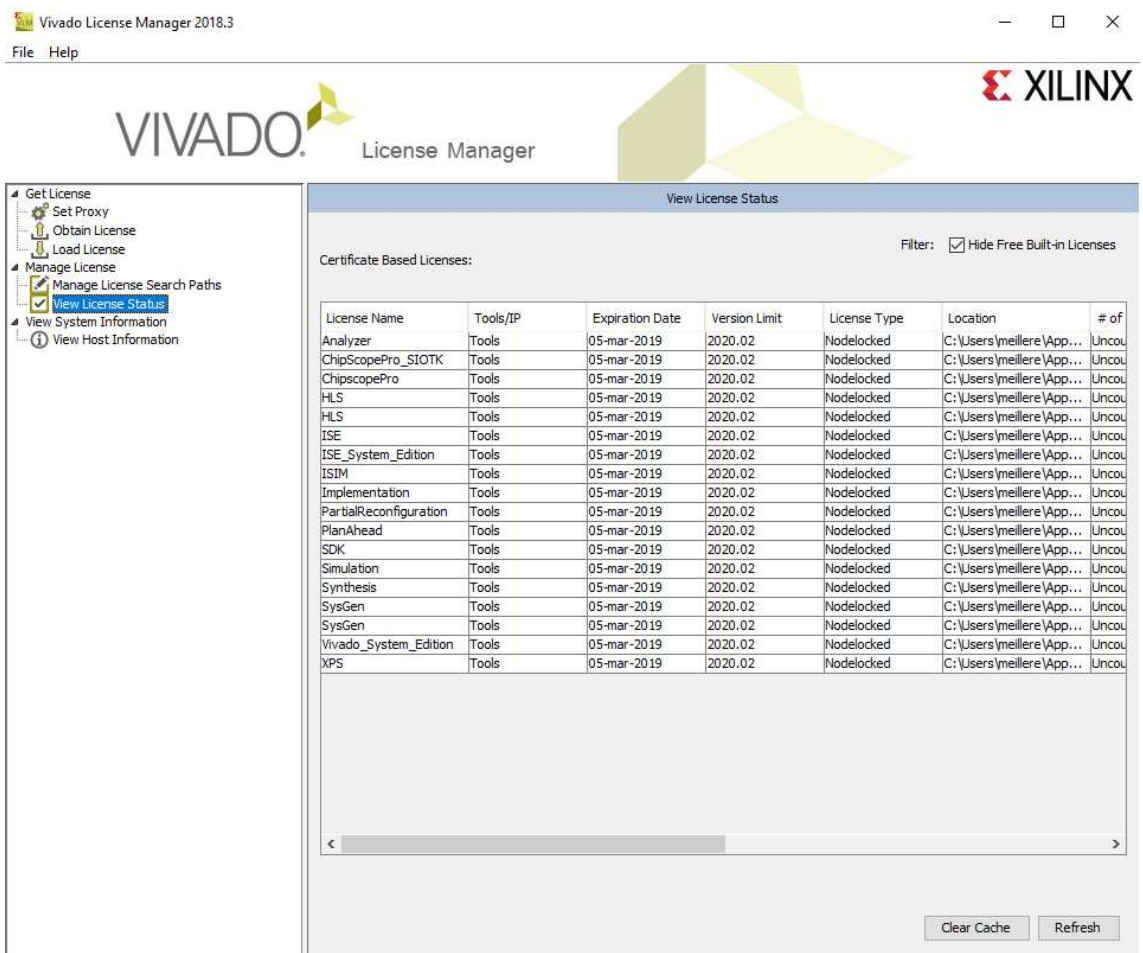 Vivado License Manager 2018.3
File Help
VIVADO. License Manager
XILINX
Get License
Set Proxy
Obtain License
Load License
Manage License
Manage License Search Paths
View License Status
View System Information
View Host Information
View License Status
Filter: Hide Free Built-in Licenses
Certificate Based Licenses:
License Name Tools/IP Expiration Date Version Limit License Type Location # of
Analyzer Tools 05-mar-2019 2020.02 Nodelocked C:\Users\meillere\App... Uncou
ChipScopePro_SIOTK Tools 05-mar-2019 2020.02 Nodelocked C:\Users\meillere\App... Uncou
ChipscopePro Tools 05-mar-2019 2020.02 Nodelocked C:\Users\meillere\App... Uncou
HLS Tools 05-mar-2019 2020.02 Nodelocked C:\Users\meillere\App... Uncou
HLS Tools 05-mar-2019 2020.02 Nodelocked C:\Users\meillere\App... Uncou
ISE Tools 05-mar-2019 2020.02 Nodelocked C:\Users\meillere\App... Uncou
ISE_System_Edition Tools 05-mar-2019 2020.02 Nodelocked C:\Users\meillere\App... Uncou
ISIM Tools 05-mar-2019 2020.02 Nodelocked C:\Users\meillere\App... Uncou
Implementation Tools 05-mar-2019 2020.02 Nodelocked C:\Users\meillere\App... Uncou
PartialReconfiguration Tools 05-mar-2019 2020.02 Nodelocked C:\Users\meillere\App... Uncou
PlanAhead Tools 05-mar-2019 2020.02 Nodelocked C:\Users\meillere\App... Uncou
SDK Tools 05-mar-2019 2020.02 Nodelocked C:\Users\meillere\App... Uncou
Simulation Tools 05-mar-2019 2020.02 Nodelocked C:\Users\meillere\App... Uncou
Synthesis Tools 05-mar-2019 2020.02 Nodelocked C:\Users\meillere\App... Uncou
SysGen Tools 05-mar-2019 2020.02 Nodelocked C:\Users\meillere\App... Uncou
SysGen Tools 05-mar-2019 2020.02 Nodelocked C:\Users\meillere\App... Uncou
Vivado_System_Edition Tools 05-mar-2019 2020.02 Nodelocked C:\Users\meillere\App... Uncou
XPS Tools 05-mar-2019 2020.02 Nodelocked C:\Users\meillere\App... Uncou
Clear Cache Refresh